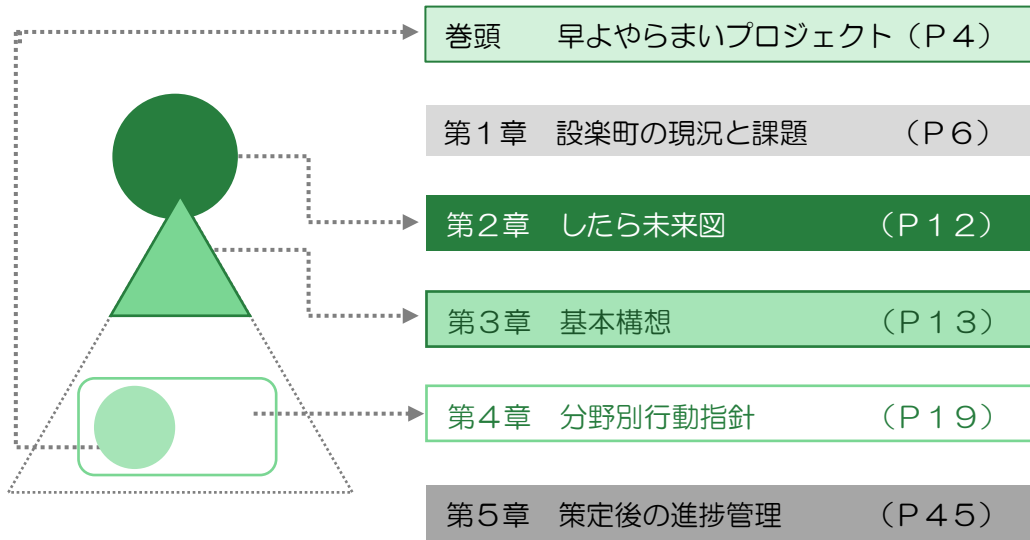 巻頭　早よやらまいプロジェクト（Ｐ４）
第１章　設楽町の現況と課題　（Ｐ６）
第２章　したら未来図　（Ｐ１２）
第３章　基本構想　（Ｐ１３）
第４章　分野別行動指針　（Ｐ１９）
第５章　策定後の進捗管理　（Ｐ４５）